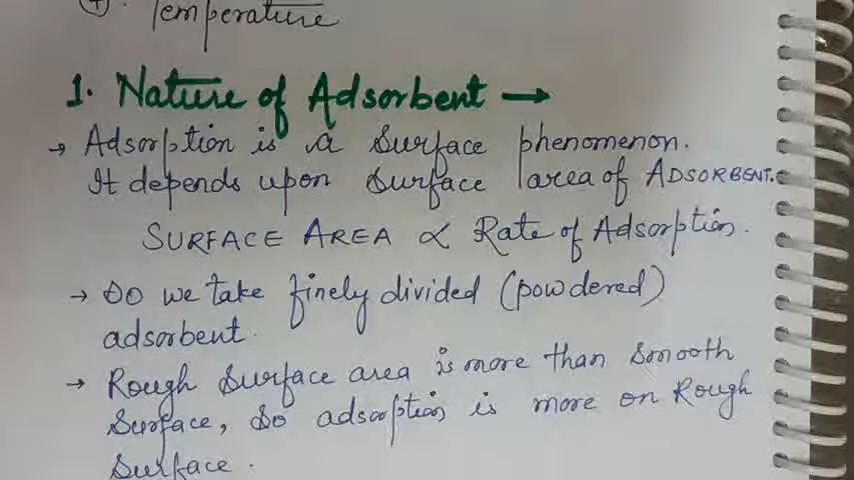 4. Temperature
1. Nature of Adsorbent →
→ Adsorption is a surface phenomenon.
It depends upon surface area of ADSORBENT.
SURFACE AREA ∝ Rate of Adsorption.
→ So we take finely divided (powdered)
adsorbent.
→ Rough surface area is more than smooth
surface, so adsorption is more on Rough
surface.